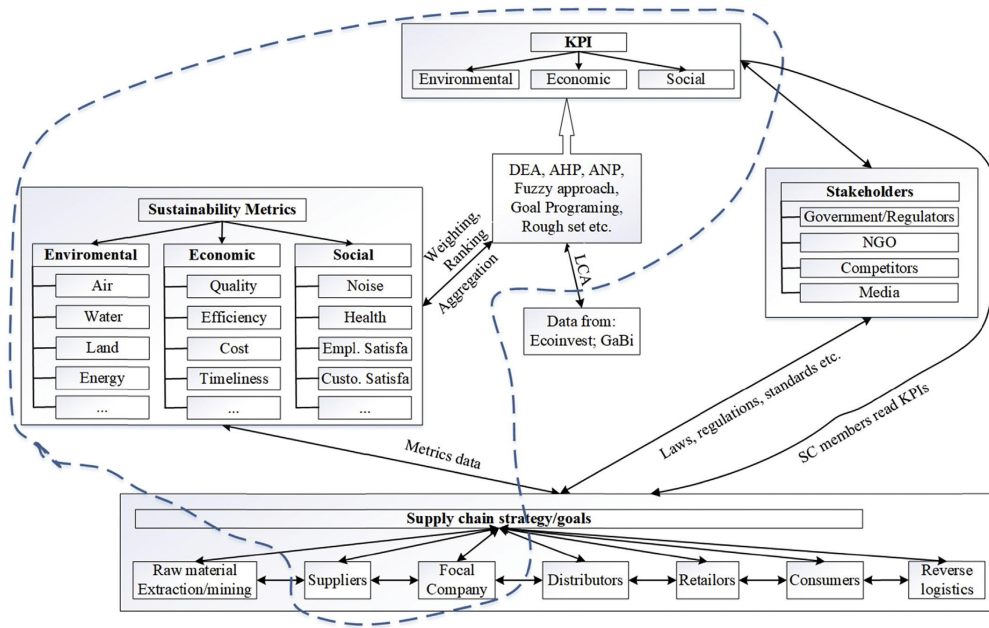 KPI
Environmental
Economic
Social
DEA, AHP, ANP,
Fuzzy approach,
Goal Programing,
Rough set etc.
Stakeholders
Government/Regulators
NGO
Competitors
Media
Sustainability Metrics
Enviromental
Economic
Social
Air
Quality
Noise
Water
Efficiency
Health
Land
Cost
Empl. Satisfa
Energy
Timeliness
Custo. Satisfa
...
...
...
Weighting,
Ranking
Aggregation
LCA
Data from:
Ecoinvest; GaBi
Metrics data
Laws, regulations, standards etc.
SC members read KPIs
Supply chain strategy/goals
Raw material
Extraction/mining
Suppliers
Focal
Company
Distributors
Retailors
Consumers
Reverse
logistics